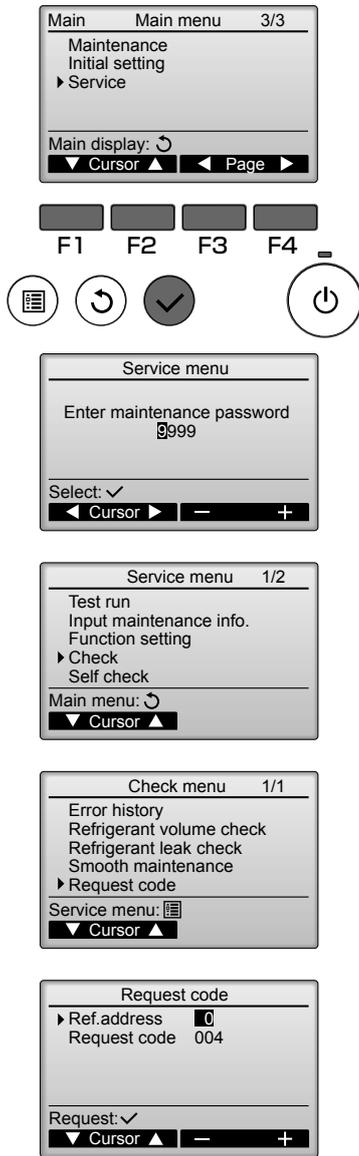 Main Main menu 3/3
Maintenance
Initial setting
Service
Main display:
Cursor Page
F1 F2 F3 F4
Service menu
Enter maintenance password
9999
Select:
Cursor − +
Service menu 1/2
Test run
Input maintenance info.
Function setting
Check
Self check
Main menu:
Cursor
Check menu 1/1
Error history
Refrigerant volume check
Refrigerant leak check
Smooth maintenance
Request code
Service menu:
Cursor
Request code
Ref.address 0
Request code 004
Request:
Cursor − +